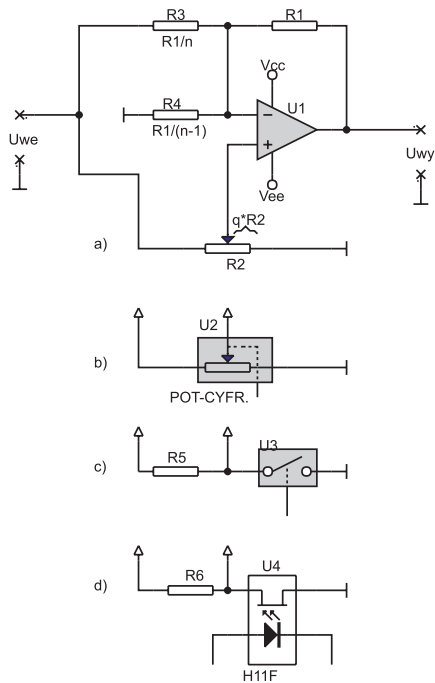 R3
R1
R1/n
Vcc
R4
U1
R1/(n-1)
−
+
Uwe
Uwy
Vee
q*R2
a)
R2
U2
b)
POT-CYFR.
U3
R5
c)
U4
R6
d)
H11F